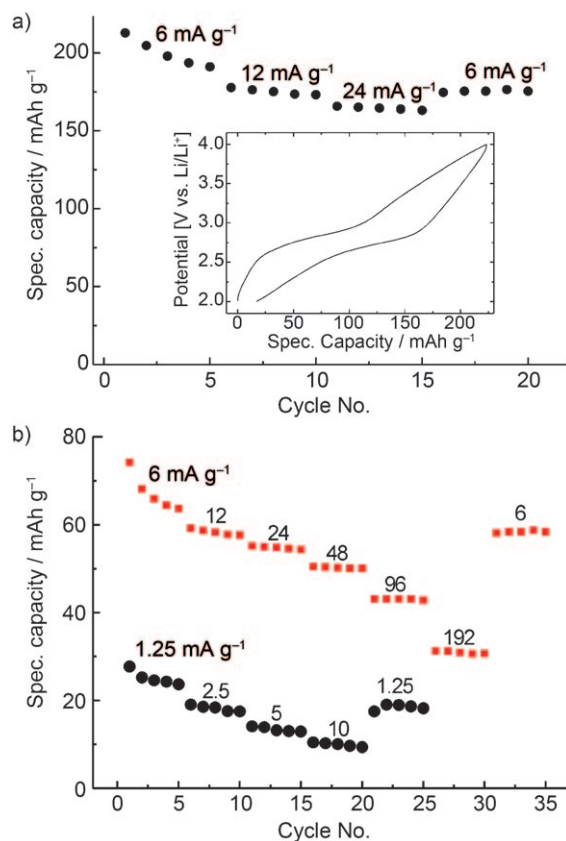 a)
6 mA g⁻¹
12 mA g⁻¹
24 mA g⁻¹
6 mA g⁻¹
200
150
100
50
0
Spec. capacity / mAh g⁻¹
4.0
3.5
3.0
2.5
2.0
Potential [V vs. Li/Li⁺]
0 50 100 150 200
Spec. Capacity / mAh g⁻¹
0 5 10 15 20
Cycle No.
b)
80
60
40
20
0
Spec. capacity / mAh g⁻¹
6 mA g⁻¹
12
24
48
96
192
6
1.25 mA g⁻¹
2.5
5
10
1.25
0 5 10 15 20 25 30 35
Cycle No.